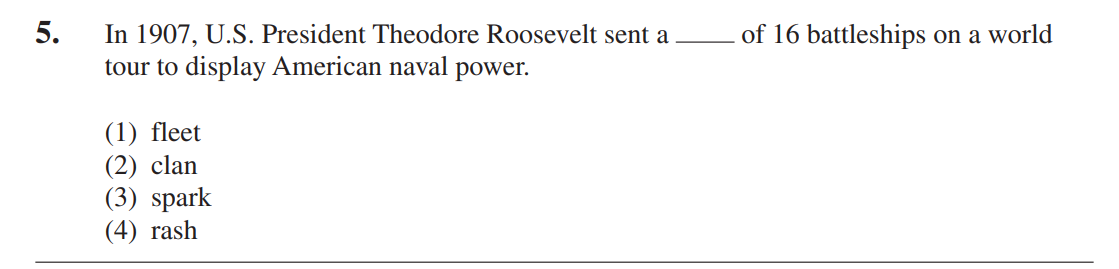 5. In 1907, U.S. President Theodore Roosevelt sent a ____ of 16 battleships on a world
tour to display American naval power.
(1) fleet
(2) clan
(3) spark
(4) rash